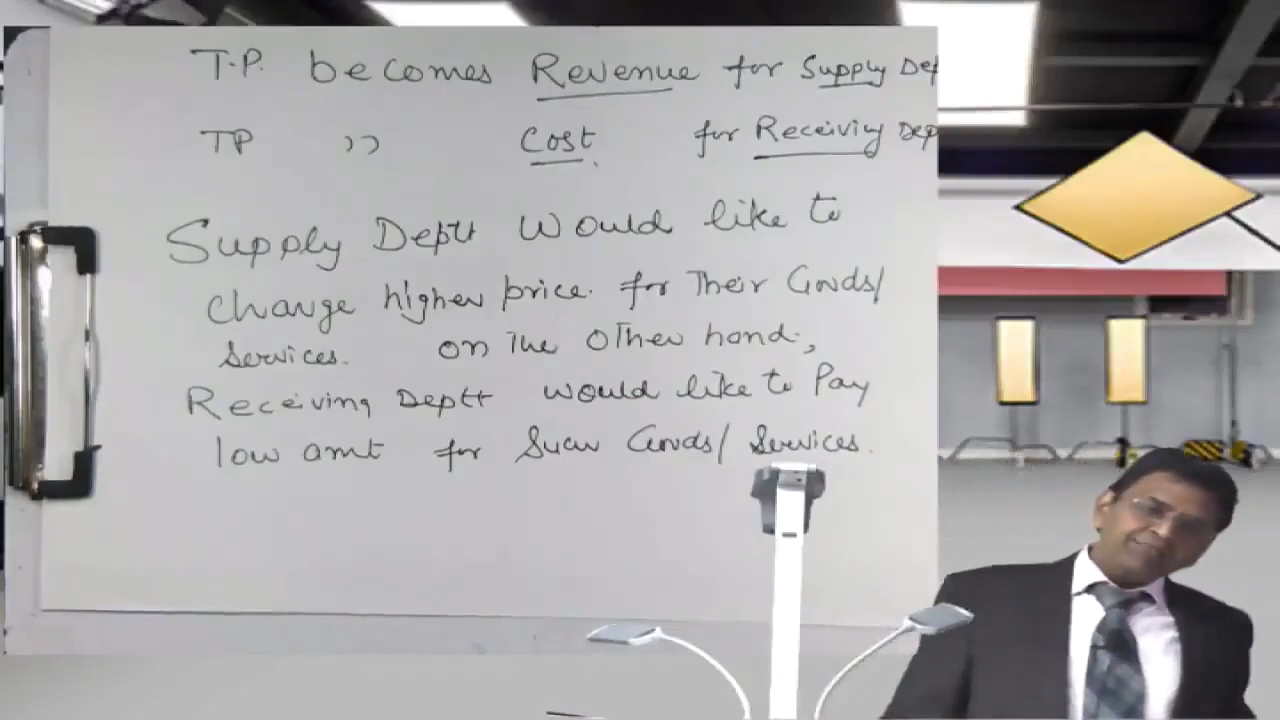 T.P. becomes Revenue for Supply Dep
TP " Cost for Receiving Dep
Supply Deptt Would like to
charge higher price. for Their Goods/
Services. on The other hand,
Receiving Deptt would like to Pay
low amt for Such Goods/ Services.